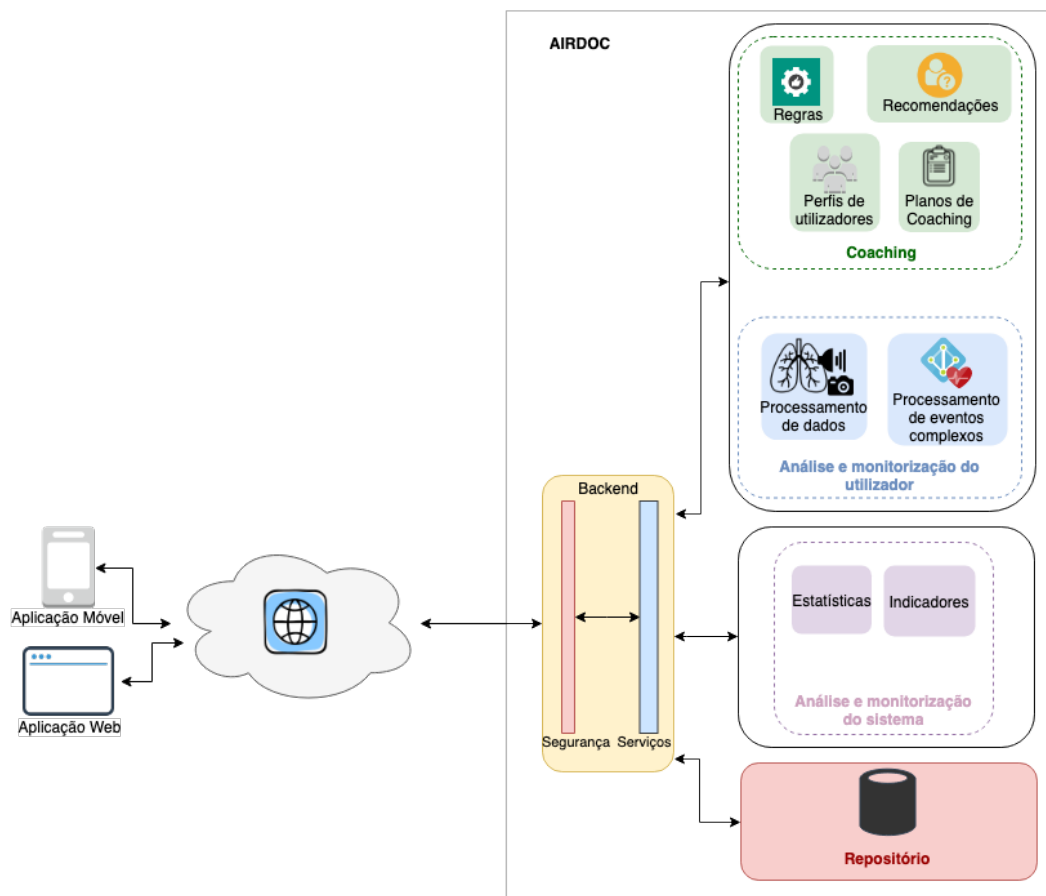 AIRDOC
Regras
Recomendações
Perfis de
utilizadores
Planos de
Coaching
Coaching
Processamento
de dados
Processamento
de eventos
complexos
Análise e monitorização do
utilizador
Backend
Segurança
Serviços
Aplicação Móvel
Aplicação Web
Estatísticas
Indicadores
Análise e monitorização
do sistema
Repositório